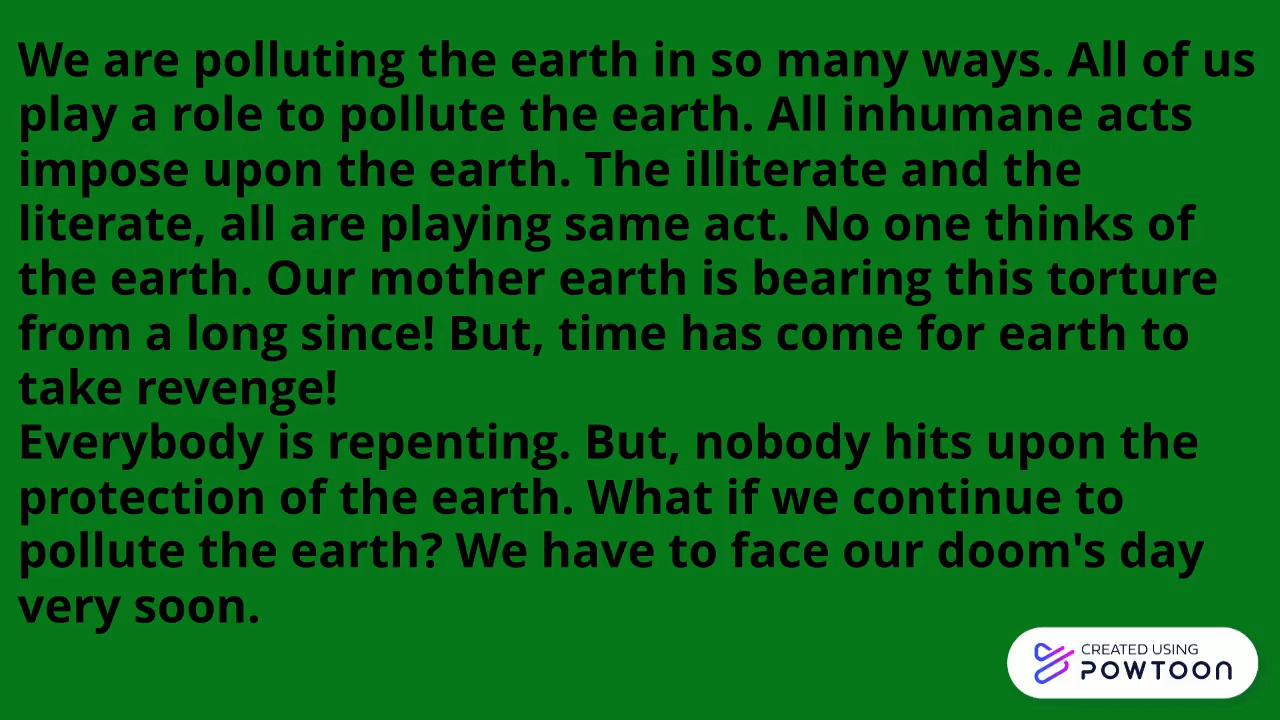 We are polluting the earth in so many ways. All of us
play a role to pollute the earth. All inhumane acts
impose upon the earth. The illiterate and the
literate, all are playing same act. No one thinks of
the earth. Our mother earth is bearing this torture
from a long since! But, time has come for earth to
take revenge!
Everybody is repenting. But, nobody hits upon the
protection of the earth. What if we continue to
pollute the earth? We have to face our doom's day
very soon.
CREATED USING
POWTOON